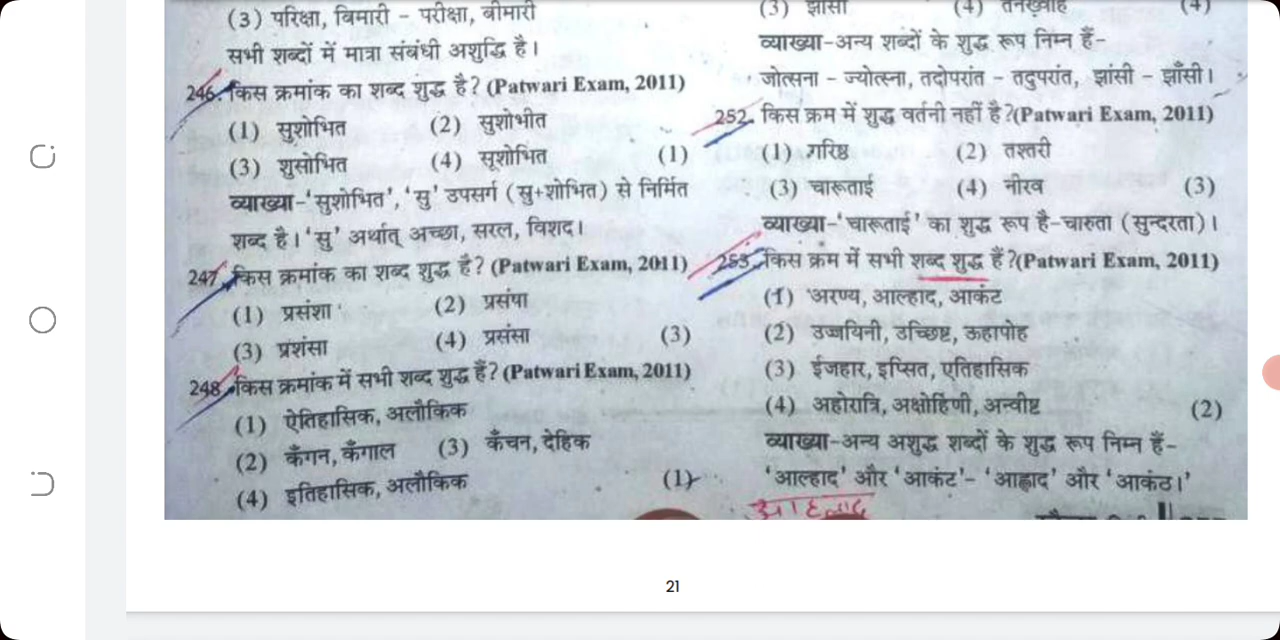 (3) परिक्षा, बिमारी – परीक्षा, बीमारी
सभी शब्दों में मात्रा संबंधी अशुद्धि है।
246. किस क्रमांक का शब्द शुद्ध है? (Patwari Exam, 2011)
(1) सुशोभित (2) सुशोभीत
(3) शुसोभित (4) सूशोभित (1)
व्याख्या-'सुशोभित', 'सु' उपसर्ग (सु+शोभित) से निर्मित
शब्द है। 'सु' अर्थात् अच्छा, सरल, विशद।
247. किस क्रमांक का शब्द शुद्ध है? (Patwari Exam, 2011)
(1) प्रसंशा (2) प्रसंषा
(3) प्रशंसा (4) प्रसंसा (3)
248. किस क्रमांक में सभी शब्द शुद्ध हैं? (Patwari Exam, 2011)
(1) ऐतिहासिक, अलौकिक
(2) कँगन, कँगाल (3) कँचन, देहिक
(4) इतिहासिक, अलौकिक (1)
(3) झांसी (4) तनख्वाह (4)
व्याख्या-अन्य शब्दों के शुद्ध रूप निम्न हैं-
जोत्सना – ज्योत्स्ना, तदोपरांत – तदुपरांत, झांसी – झाँसी।
252. किस क्रम में शुद्ध वर्तनी नहीं है?(Patwari Exam, 2011)
(1) गरिष्ठ (2) तश्तरी
(3) चारूताई (4) नीरव (3)
व्याख्या-'चारूताई' का शुद्ध रूप है-चारुता (सुन्दरता)।
253. किस क्रम में सभी शब्द शुद्ध हैं?(Patwari Exam, 2011)
(1) अरण्य, आल्हाद, आकंट
(2) उज्जयिनी, उच्छिष्ट, ऊहापोह
(3) ईजहार, इप्सित, एतिहासिक
(4) अहोरात्रि, अक्षोहिणी, अन्वीष्ट (2)
व्याख्या-अन्य अशुद्ध शब्दों के शुद्ध रूप निम्न हैं-
'आल्हाद' और 'आकंट'- 'आह्लाद' और 'आकंठ।'
21